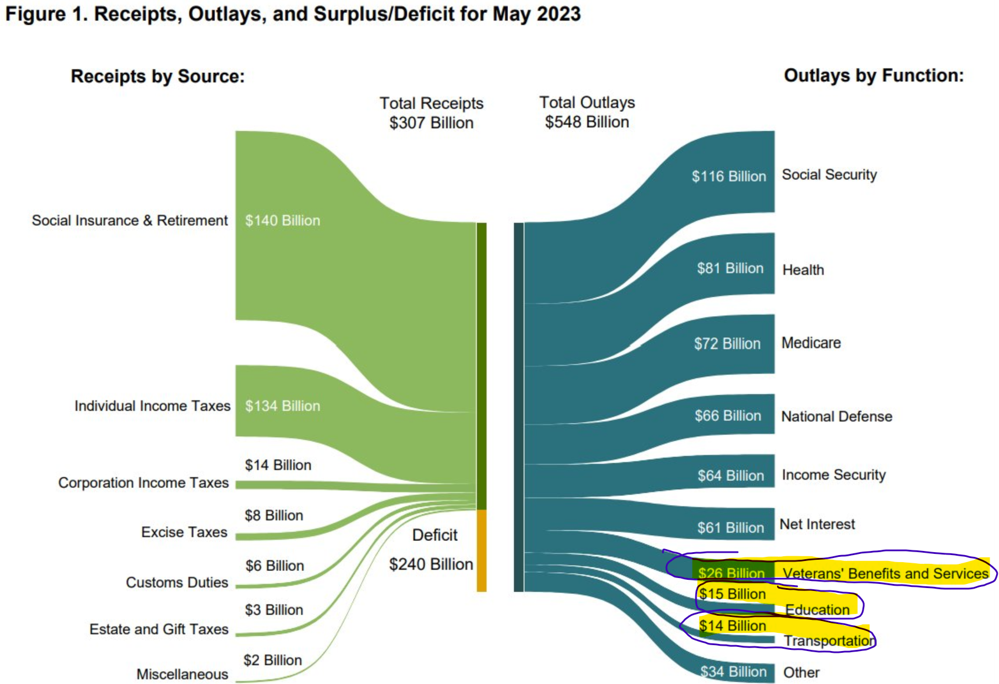 Figure 1. Receipts, Outlays, and Surplus/Deficit for May 2023
Receipts by Source:
Outlays by Function:
Total Receipts
$307 Billion
Total Outlays
$548 Billion
Social Insurance & Retirement
$140 Billion
Individual Income Taxes
$134 Billion
$14 Billion
Corporation Income Taxes
$8 Billion
Excise Taxes
$6 Billion
Customs Duties
$3 Billion
Estate and Gift Taxes
$2 Billion
Miscellaneous
Deficit
$240 Billion
$116 Billion
Social Security
$81 Billion
Health
$72 Billion
Medicare
$66 Billion
National Defense
$64 Billion
Income Security
$61 Billion
Net Interest
$26 Billion
Veterans' Benefits and Services
$15 Billion
Education
$14 Billion
Transportation
$34 Billion
Other